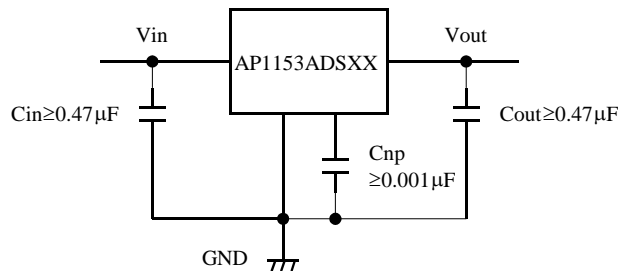 Vin
Vout
AP1153ADSXX
Cin≥0.47μF
Cout≥0.47μF
Cnp
≥0.001μF
GND